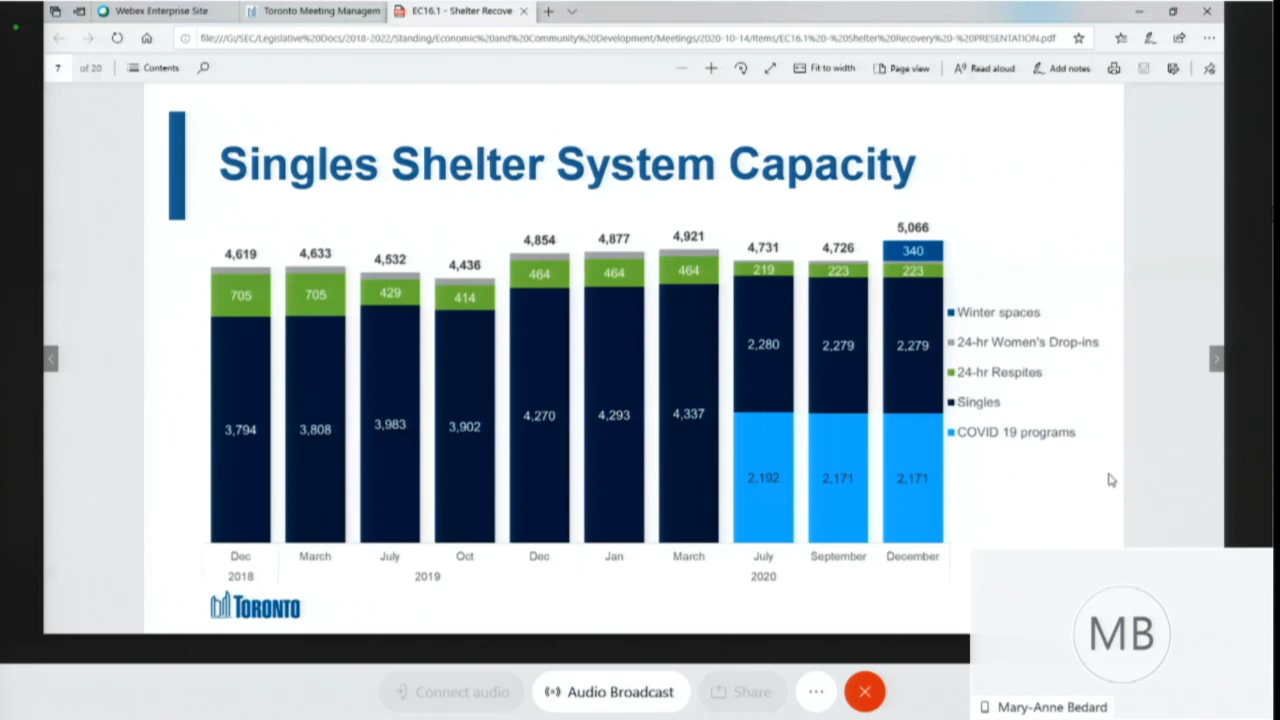 Webex Enterprise Site
Toronto Meeting Managem
EC16.1 - Shelter Recove
file:///G:/SEC/Legislative%20Docs/2018-2022/Standing/Economic%20and%20Community%20Development/Meetings/2020-10-14/Items/EC16.1%20-%20Shelter%20Recovery%20-%20PRESENTATION.pdf
7 of 20 Contents Fit to width Page view Read aloud Add notes
Singles Shelter System Capacity
4,619 4,633 4,532 4,436 4,854 4,877 4,921 4,731 4,726 5,066
340
705 705 429 414 464 464 464 219 223 223
3,794 3,808 3,983 3,902 4,270 4,293 4,337 2,280 2,279 2,279
2,192 2,171 2,171
Winter spaces
24-hr Women's Drop-ins
24-hr Respites
Singles
COVID 19 programs
Dec March July Oct Dec Jan March July September December
2018 2019 2020
TORONTO
MB
Connect audio Audio Broadcast Share
Mary-Anne Bedard